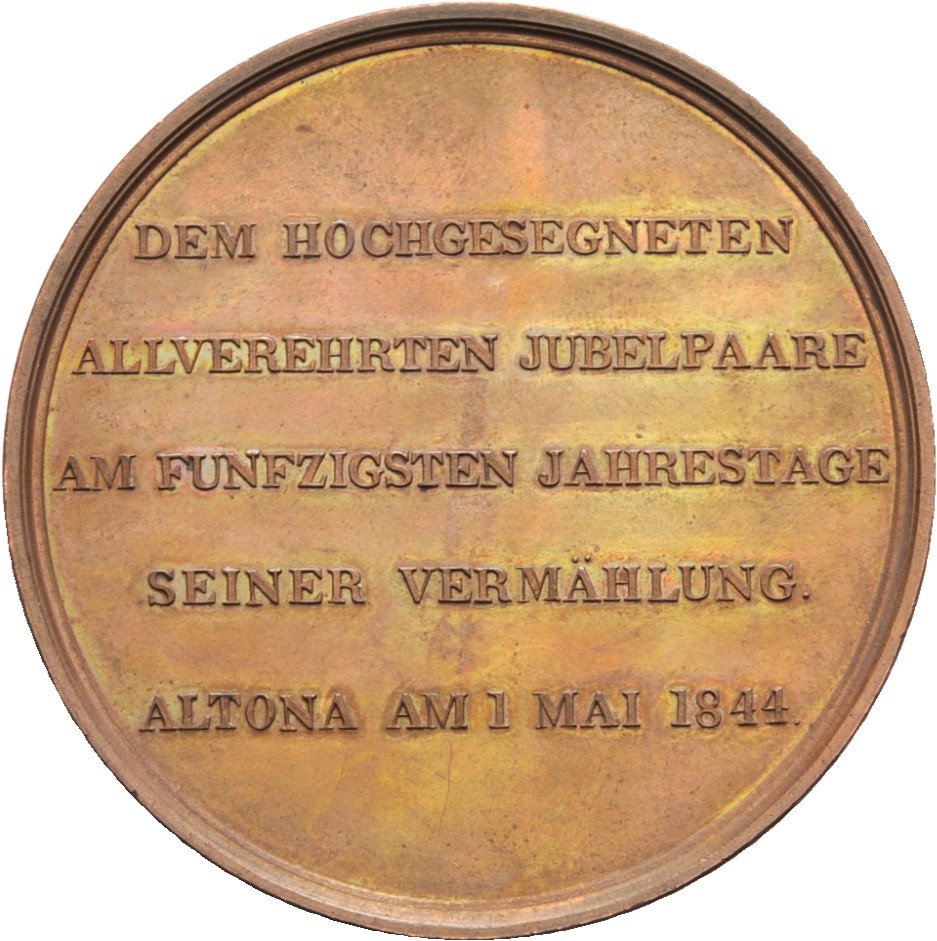 DEM HOCHGESEGNETEN
ALLVEREHRTEN JUBELPAARE
AM FUNFZIGSTEN JAHRESTAGE
SEINER VERMÄHLUNG.
ALTONA AM 1 MAI 1844.